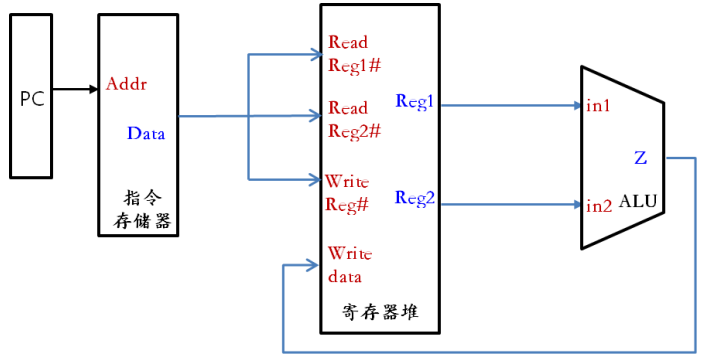 PC
Addr
Data
指令
存储器
Read
Reg1#
Read
Reg2#
Write
Reg#
Write
data
Reg1
Reg2
寄存器堆
in1
Z
in2
ALU